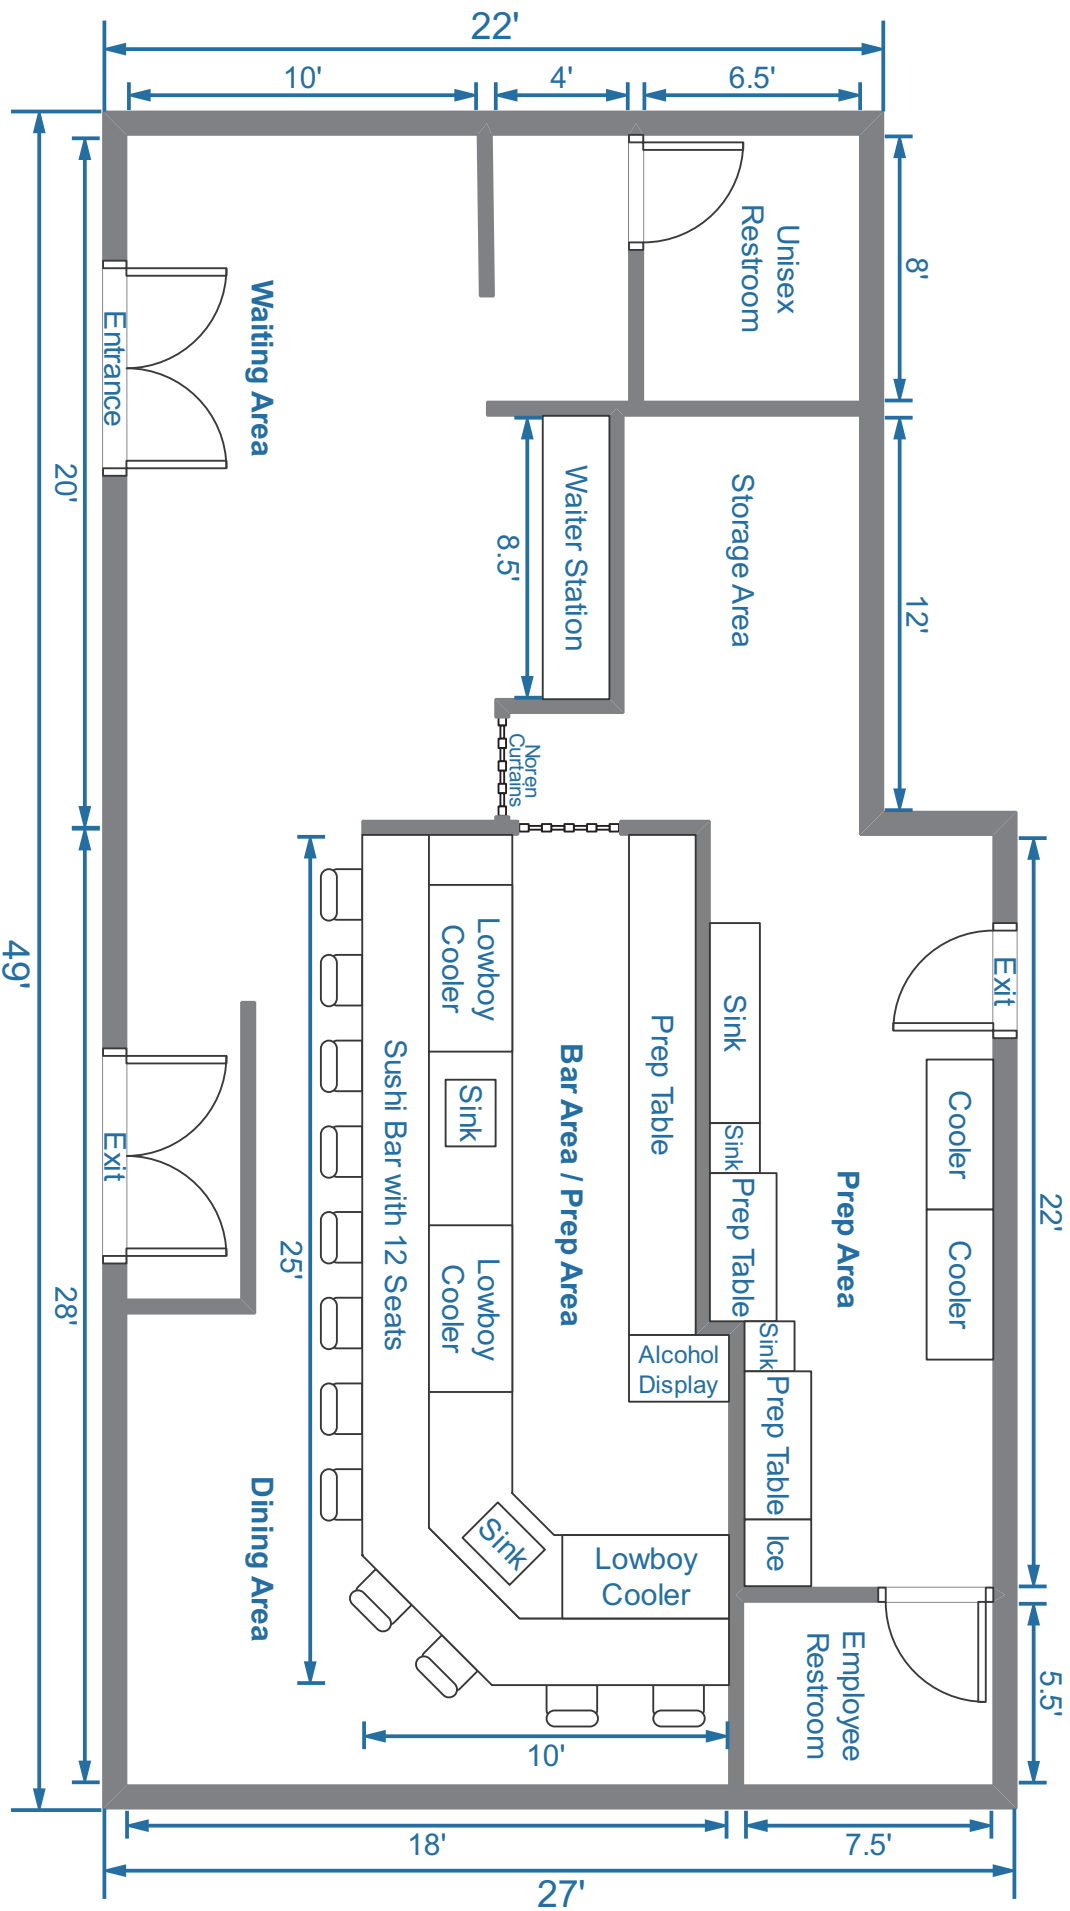 22'
10'
4'
6.5'
Unisex
Restroom
8'
Waiting Area
Entrance
20'
Waiter Station
8.5'
Storage Area
12'
Noren
Curtains
49'
28'
Exit
Dining Area
25'
Sushi Bar with 12 Seats
Lowboy
Cooler
Sink
Lowboy
Cooler
Sink
Lowboy
Cooler
Bar Area / Prep Area
Prep Table
Alcohol
Display
Sink
Sink
Prep Table
Sink
Prep Table
Ice
Prep Area
Exit
Cooler
Cooler
22'
Employee
Restroom
5.5'
10'
18'
7.5'
27'